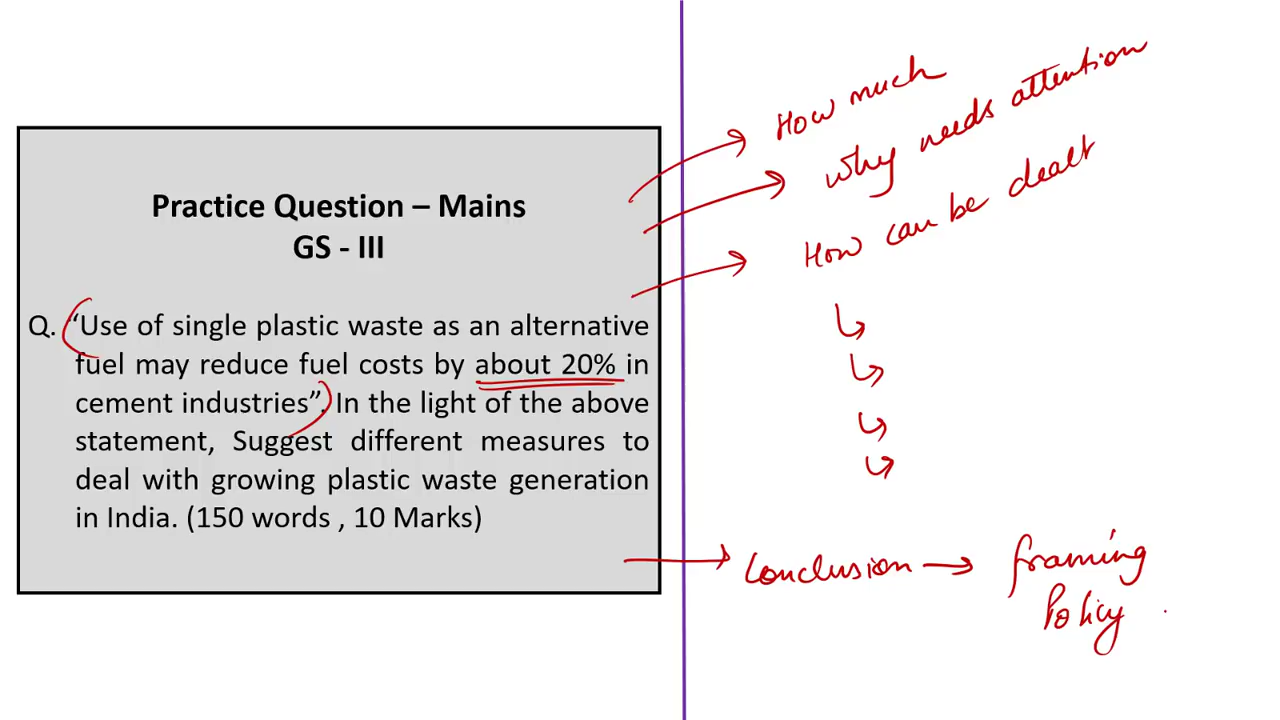 Practice Question – Mains
GS - III
Q. “Use of single plastic waste as an alternative
fuel may reduce fuel costs by about 20% in
cement industries”. In the light of the above
statement, Suggest different measures to
deal with growing plastic waste generation
in India. (150 words , 10 Marks)
How much
why needs attention
How can be dealt
Conclusion → framing
Policy